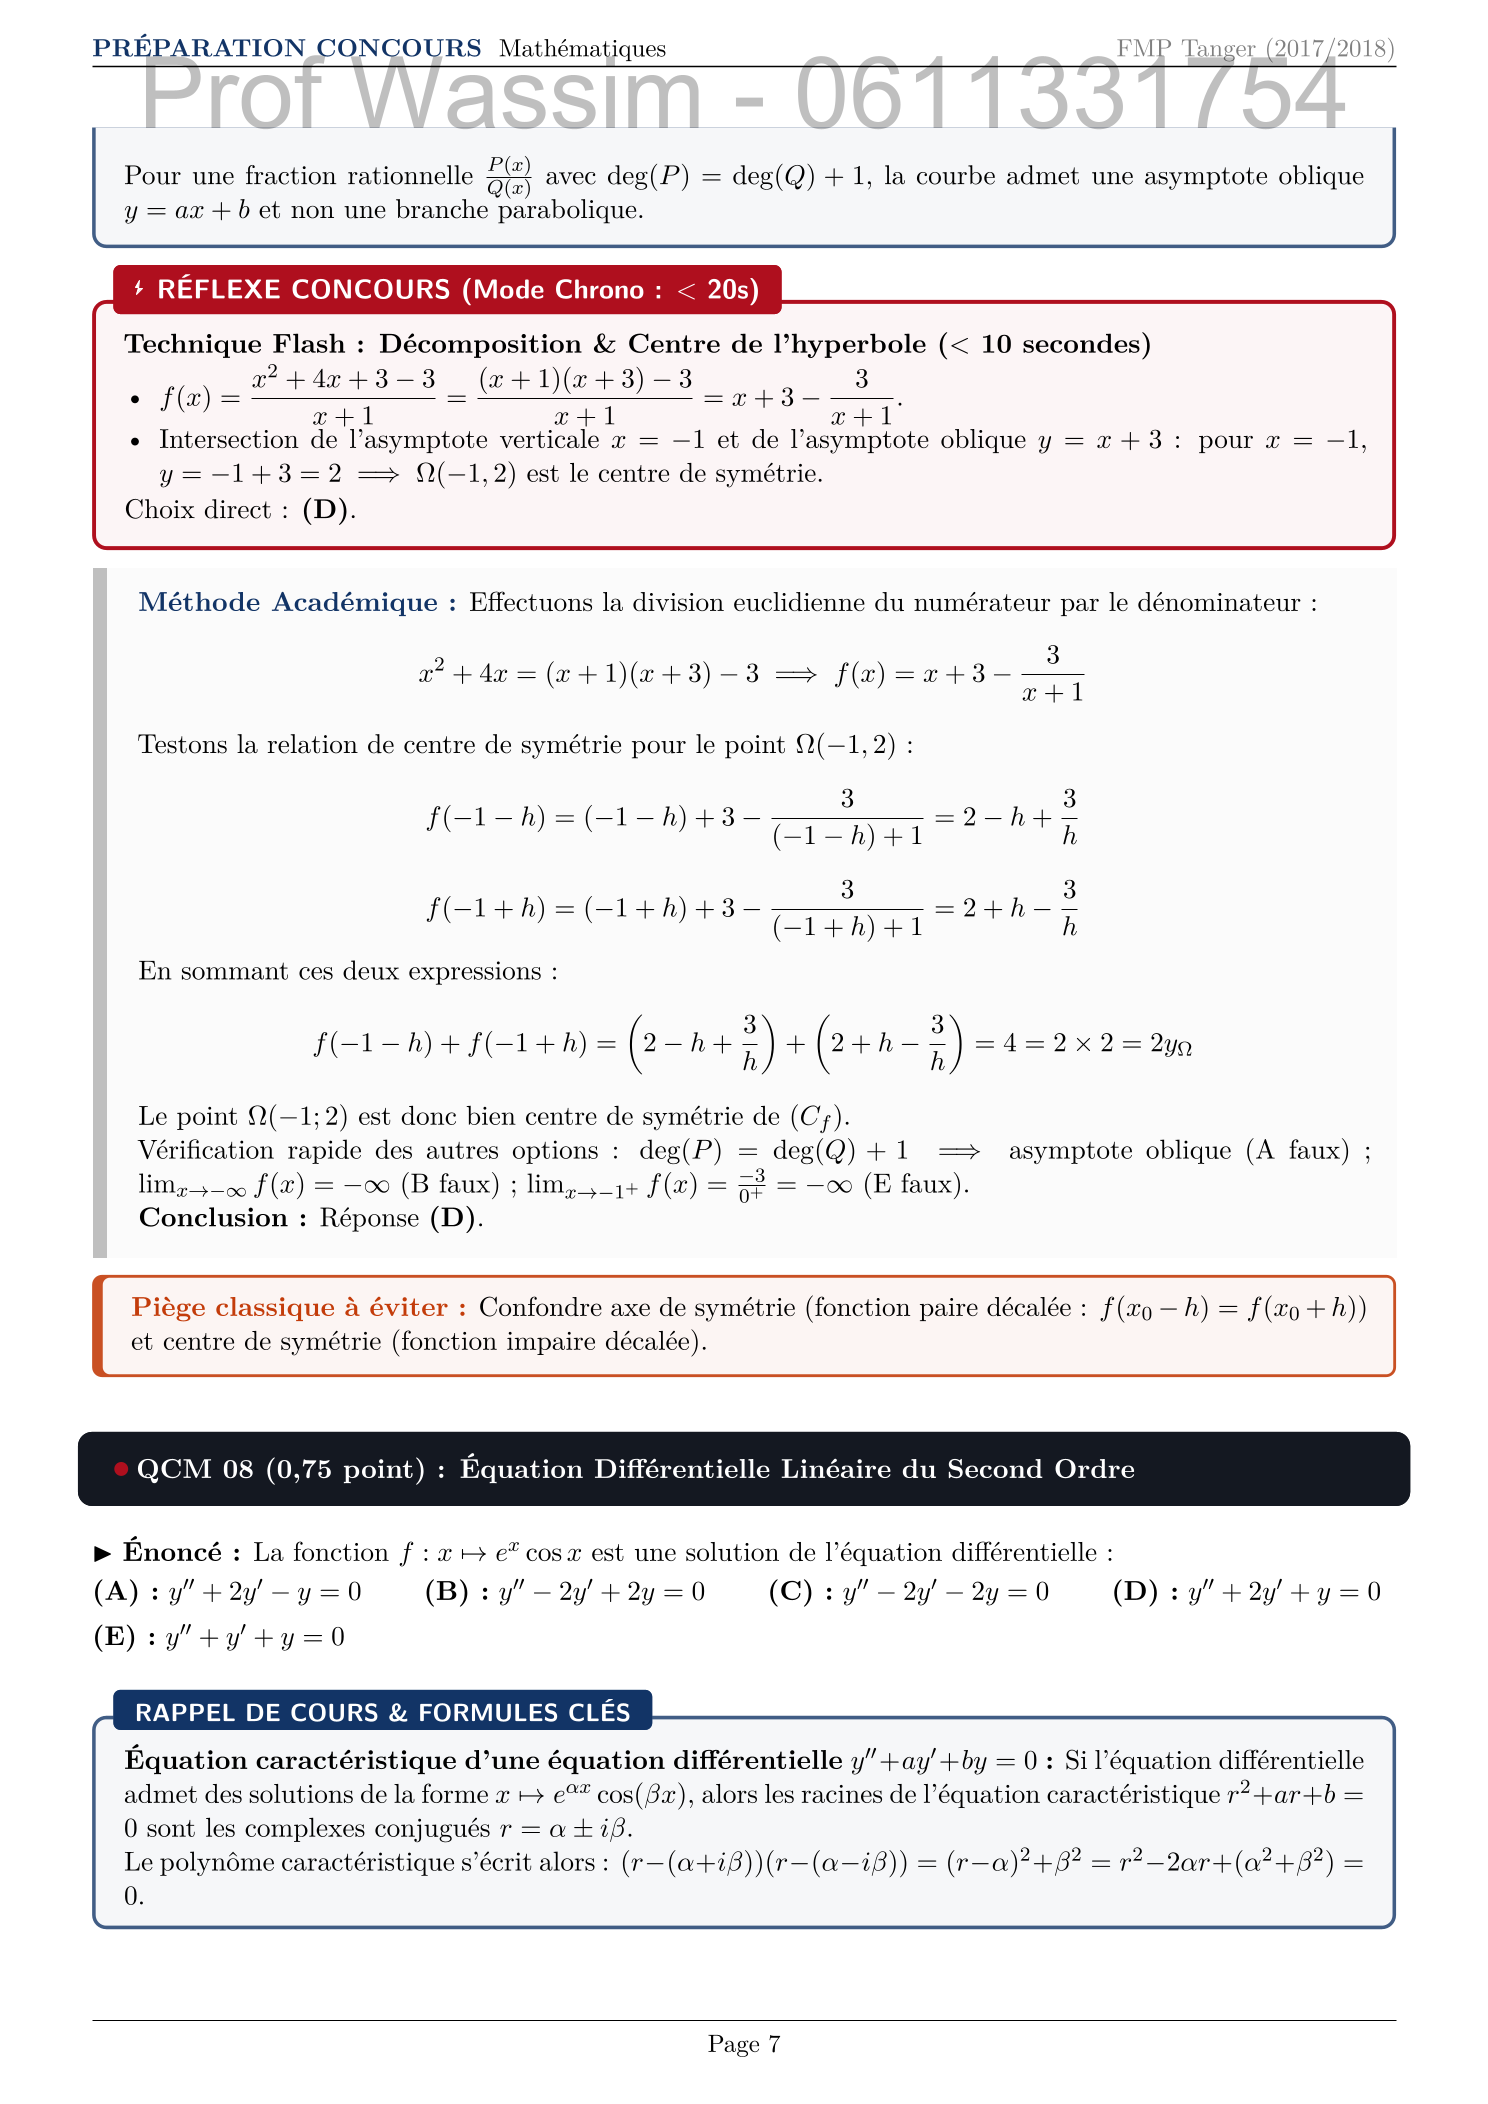 PRÉPARATION CONCOURS Mathématiques FMP Tanger (2017/2018)
Prof Wassim - 0611331754
Pour une fraction rationnelle P(x)/Q(x) avec deg(P) = deg(Q) + 1, la courbe admet une asymptote oblique
y = ax + b et non une branche parabolique.
RÉFLEXE CONCOURS (Mode Chrono : < 20s)
Technique Flash : Décomposition & Centre de l'hyperbole (< 10 secondes)
• f(x) = (x² + 4x + 3 − 3)/(x + 1) = ((x + 1)(x + 3) − 3)/(x + 1) = x + 3 − 3/(x + 1).
• Intersection de l'asymptote verticale x = −1 et de l'asymptote oblique y = x + 3 : pour x = −1,
y = −1 + 3 = 2 ⟹ Ω(−1, 2) est le centre de symétrie.
Choix direct : (D).
Méthode Académique : Effectuons la division euclidienne du numérateur par le dénominateur :
x² + 4x = (x + 1)(x + 3) − 3 ⟹ f(x) = x + 3 − 3/(x + 1)
Testons la relation de centre de symétrie pour le point Ω(−1, 2) :
f(−1 − h) = (−1 − h) + 3 − 3/((−1 − h) + 1) = 2 − h + 3/h
f(−1 + h) = (−1 + h) + 3 − 3/((−1 + h) + 1) = 2 + h − 3/h
En sommant ces deux expressions :
f(−1 − h) + f(−1 + h) = (2 − h + 3/h) + (2 + h − 3/h) = 4 = 2 × 2 = 2y_Ω
Le point Ω(−1; 2) est donc bien centre de symétrie de (C_f).
Vérification rapide des autres options : deg(P) = deg(Q) + 1 ⟹ asymptote oblique (A faux) ;
lim_{x→−∞} f(x) = −∞ (B faux) ; lim_{x→−1⁺} f(x) = −3/0⁺ = −∞ (E faux).
Conclusion : Réponse (D).
Piège classique à éviter : Confondre axe de symétrie (fonction paire décalée : f(x₀ − h) = f(x₀ + h))
et centre de symétrie (fonction impaire décalée).
● QCM 08 (0,75 point) : Équation Différentielle Linéaire du Second Ordre
▶ Énoncé : La fonction f : x ↦ eˣ cos x est une solution de l'équation différentielle :
(A) : y″ + 2y′ − y = 0 (B) : y″ − 2y′ + 2y = 0 (C) : y″ − 2y′ − 2y = 0 (D) : y″ + 2y′ + y = 0
(E) : y″ + y′ + y = 0
RAPPEL DE COURS & FORMULES CLÉS
Équation caractéristique d'une équation différentielle y″+ay′+by = 0 : Si l'équation différentielle
admet des solutions de la forme x ↦ e^{αx} cos(βx), alors les racines de l'équation caractéristique r²+ar+b =
0 sont les complexes conjugués r = α ± iβ.
Le polynôme caractéristique s'écrit alors : (r−(α+iβ))(r−(α−iβ)) = (r−α)²+β² = r²−2αr+(α²+β²) =
0.
Page 7